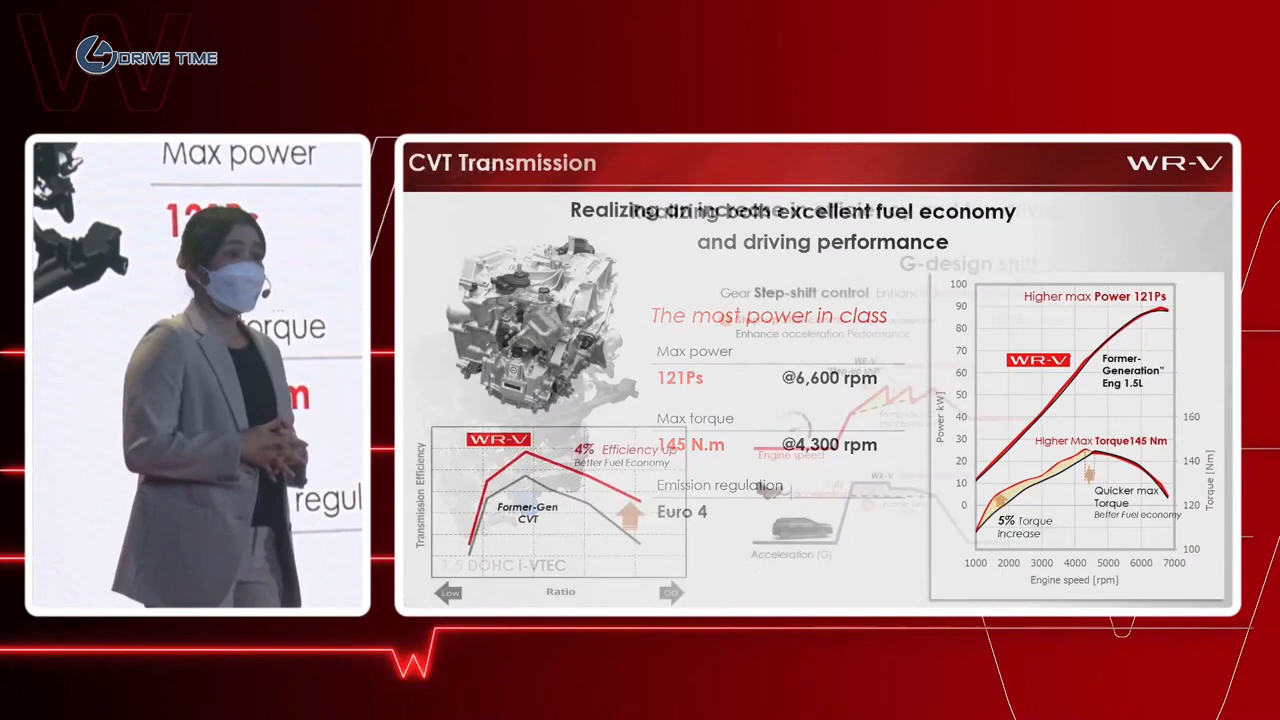 DRIVE TIME
Max power
121Ps
orque
m
regul
CVT Transmission
WR-V
Realizing both excellent fuel economy
and driving performance
G-design shift
Gear Step-shift control
Enhance acceleration Performance
The most power in class
Max power
121Ps @6,600 rpm
Max torque
145 N.m @4,300 rpm
Engine speed
Emission regulation
Euro 4
Acceleration (G)
WR-V
WR-V
WR-V
4% Efficiency up
Better Fuel Economy
Former-Gen
CVT
Transmission Efficiency
1.5 DOHC i-VTEC
Low
Ratio
OD
Higher max Power 121Ps
WR-V
Former-
Generation"
Eng 1.5L
Higher Max Torque145 Nm
Quicker max
Torque
Better Fuel economy
5% Torque
increase
Power [kW]
100
90
80
70
60
50
40
30
20
10
0
160
140
120
100
Torque [Nm]
1000 2000 3000 4000 5000 6000 7000
Engine speed [rpm]